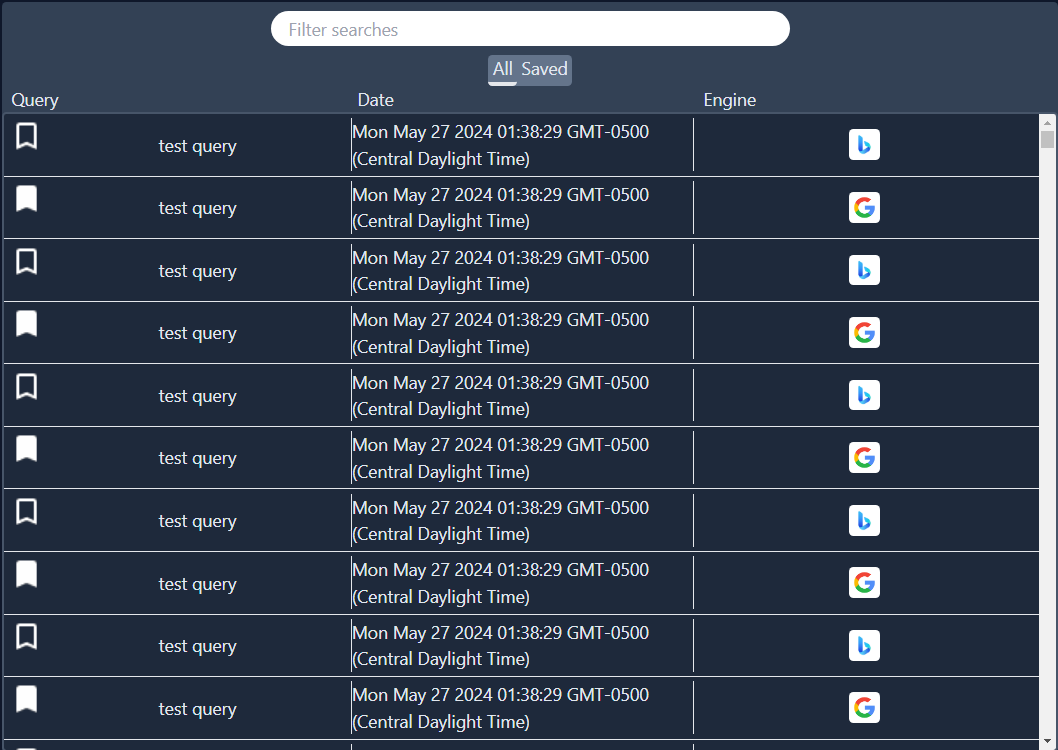 Filter searches
All Saved
Query Date Engine
Mon May 27 2024 01:38:29 GMT-0500
test query
(Central Daylight Time)
Mon May 27 2024 01:38:29 GMT-0500
test query
(Central Daylight Time)
Mon May 27 2024 01:38:29 GMT-0500
test query
(Central Daylight Time)
Mon May 27 2024 01:38:29 GMT-0500
test query
(Central Daylight Time)
Mon May 27 2024 01:38:29 GMT-0500
test query
(Central Daylight Time)
Mon May 27 2024 01:38:29 GMT-0500
test query
(Central Daylight Time)
Mon May 27 2024 01:38:29 GMT-0500
test query
(Central Daylight Time)
Mon May 27 2024 01:38:29 GMT-0500
test query
(Central Daylight Time)
Mon May 27 2024 01:38:29 GMT-0500
test query
(Central Daylight Time)
Mon May 27 2024 01:38:29 GMT-0500
test query
(Central Daylight Time)